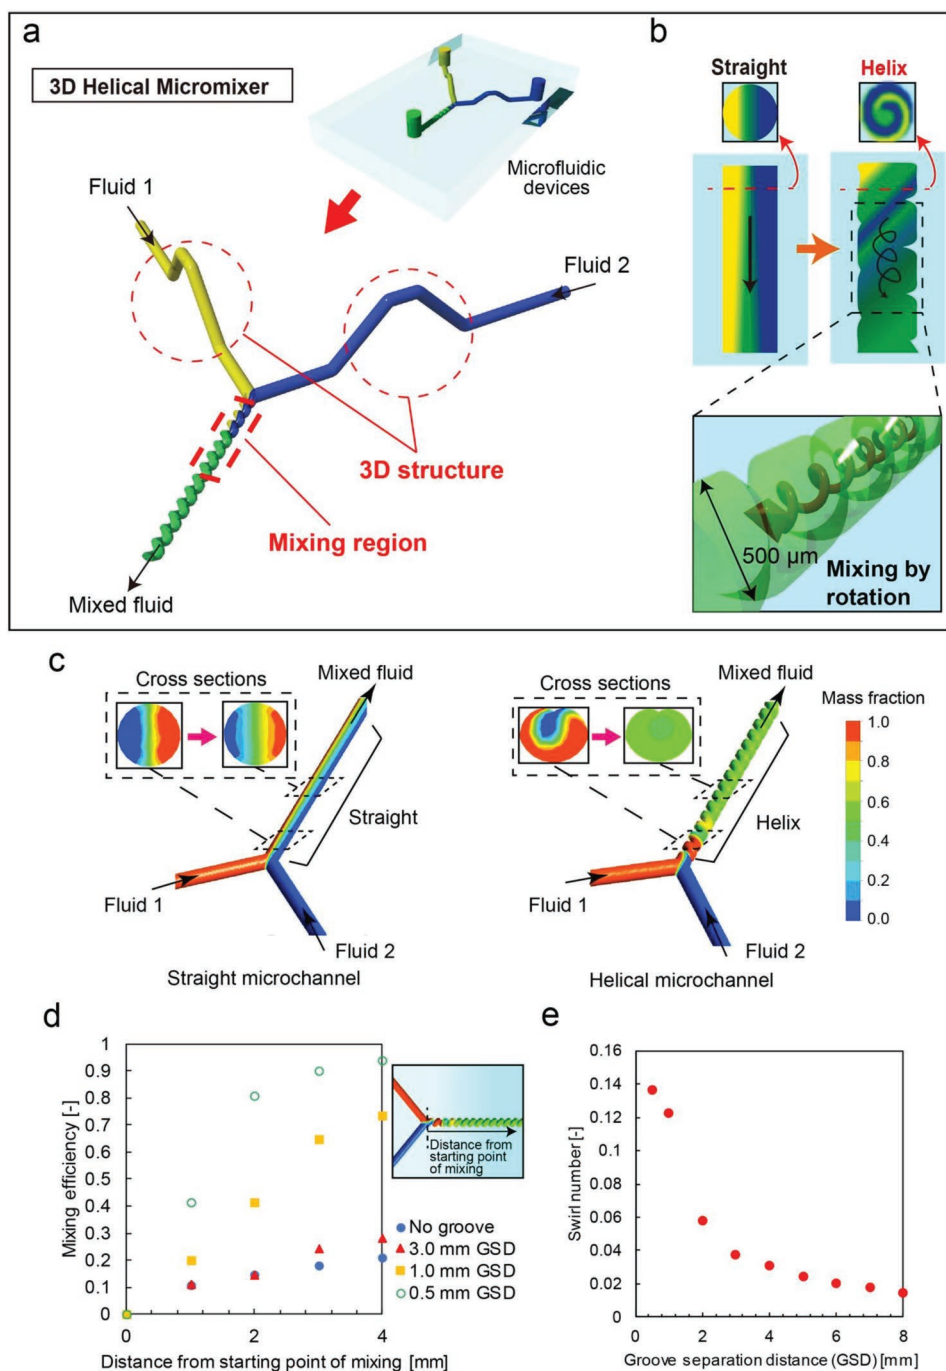 a
3D Helical Micromixer
Microfluidic
devices
Fluid 1
Fluid 2
3D structure
Mixing region
Mixed fluid
b
Straight
Helix
500 μm
Mixing by
rotation
c
Cross sections
Mixed fluid
Straight
Fluid 1
Fluid 2
Straight microchannel
Cross sections
Mixed fluid
Helix
Fluid 1
Fluid 2
Helical microchannel
Mass fraction
1.0
0.8
0.6
0.4
0.2
0.0
d
Mixing efficiency [-]
1
0.9
0.8
0.7
0.6
0.5
0.4
0.3
0.2
0.1
0
0
2
4
Distance from starting point of mixing [mm]
Distance from
starting point
of mixing
No groove
3.0 mm GSD
1.0 mm GSD
0.5 mm GSD
e
Swirl number [-]
0.16
0.14
0.12
0.10
0.08
0.06
0.04
0.02
0
0
2
4
6
8
Groove separation distance (GSD) [mm]